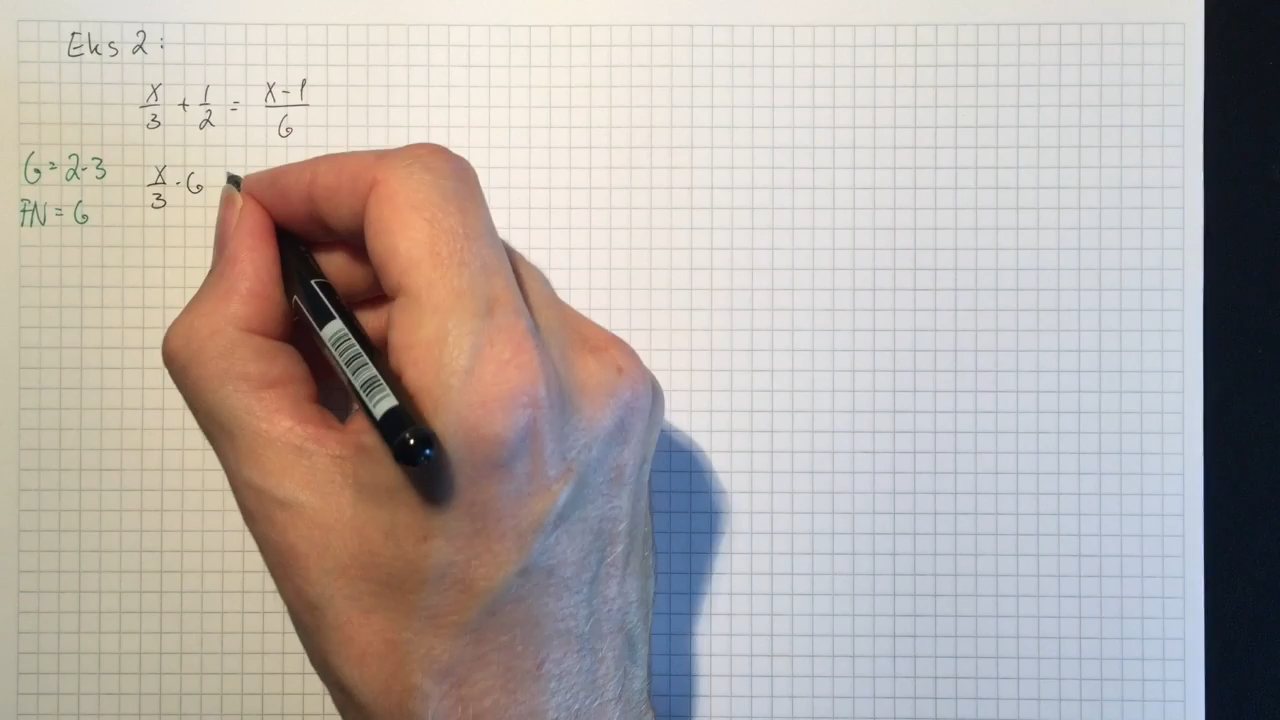 Eks 2:
x/3 + 1/2 = (x-1)/6
6 = 2·3
x/3 · 6
FN = 6